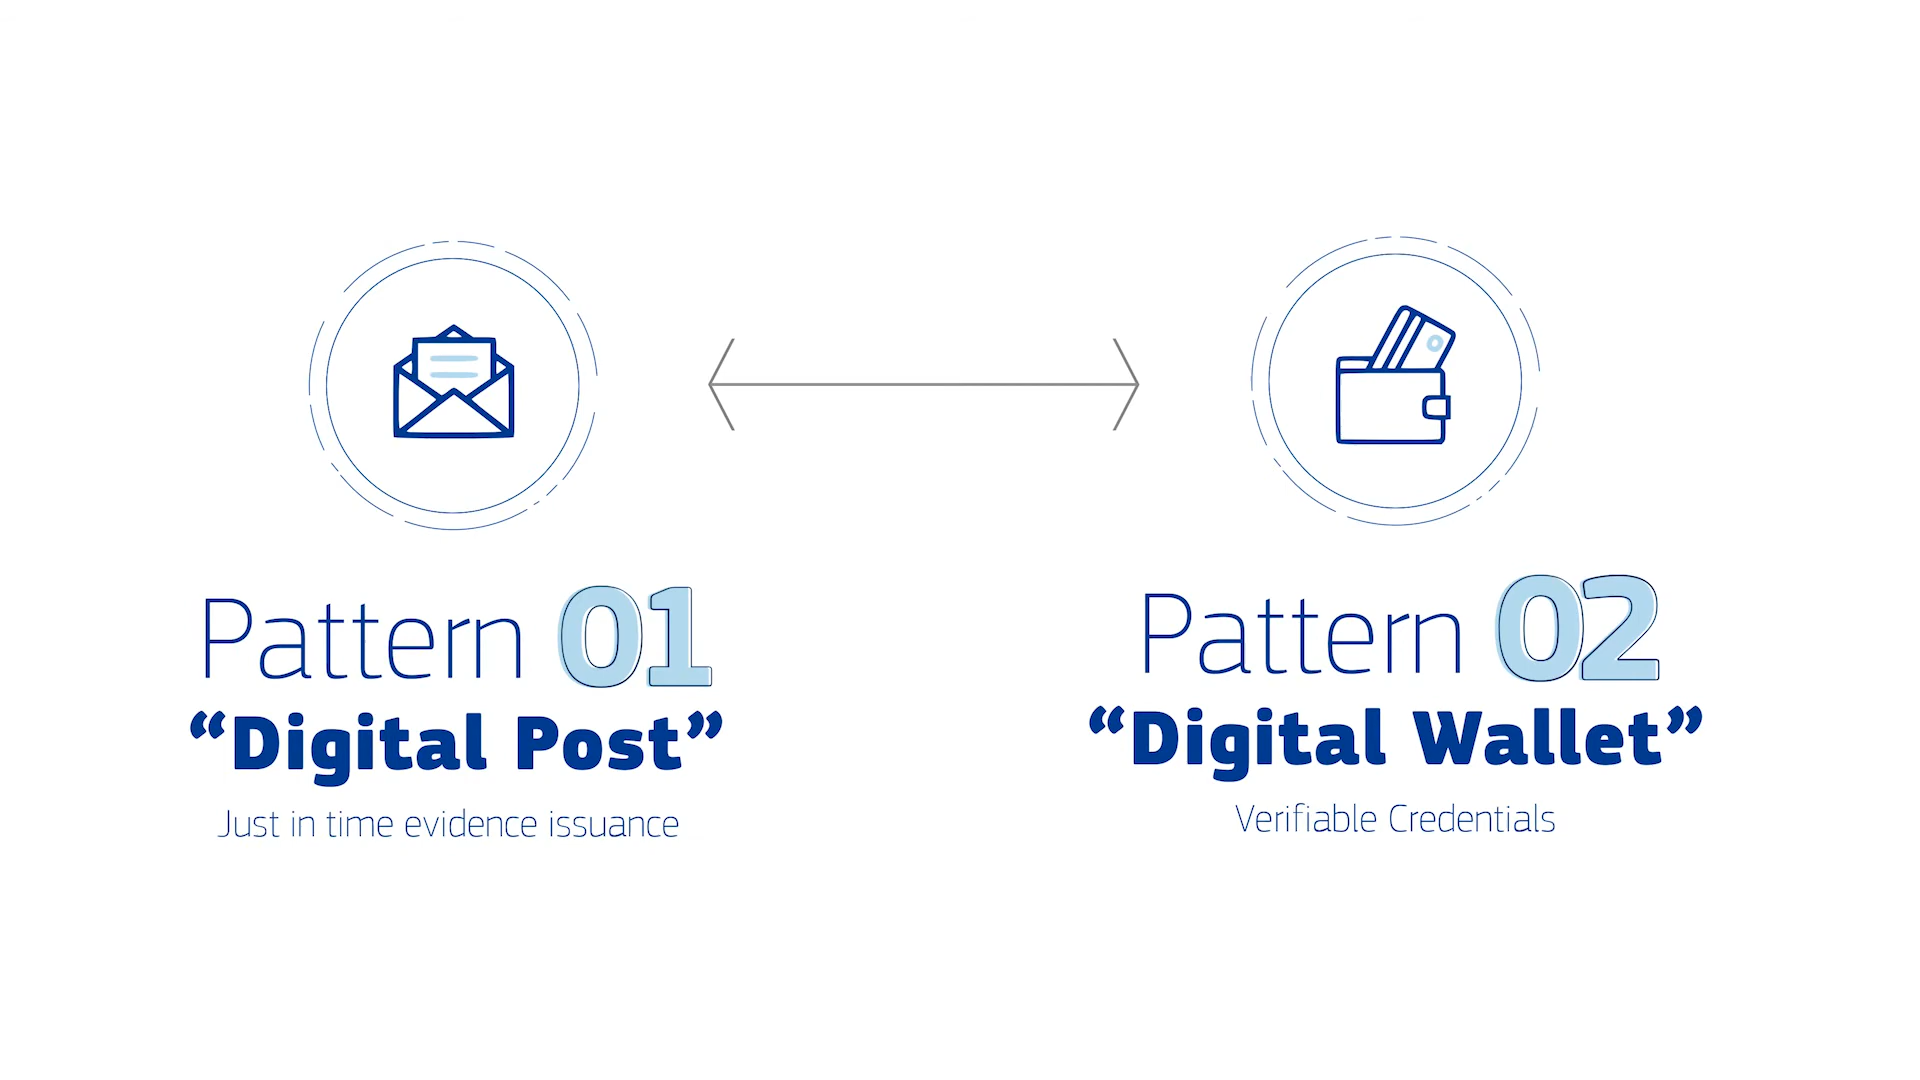 Pattern 01
“Digital Post”
Just in time evidence issuance
Pattern 02
“Digital Wallet”
Verifiable Credentials